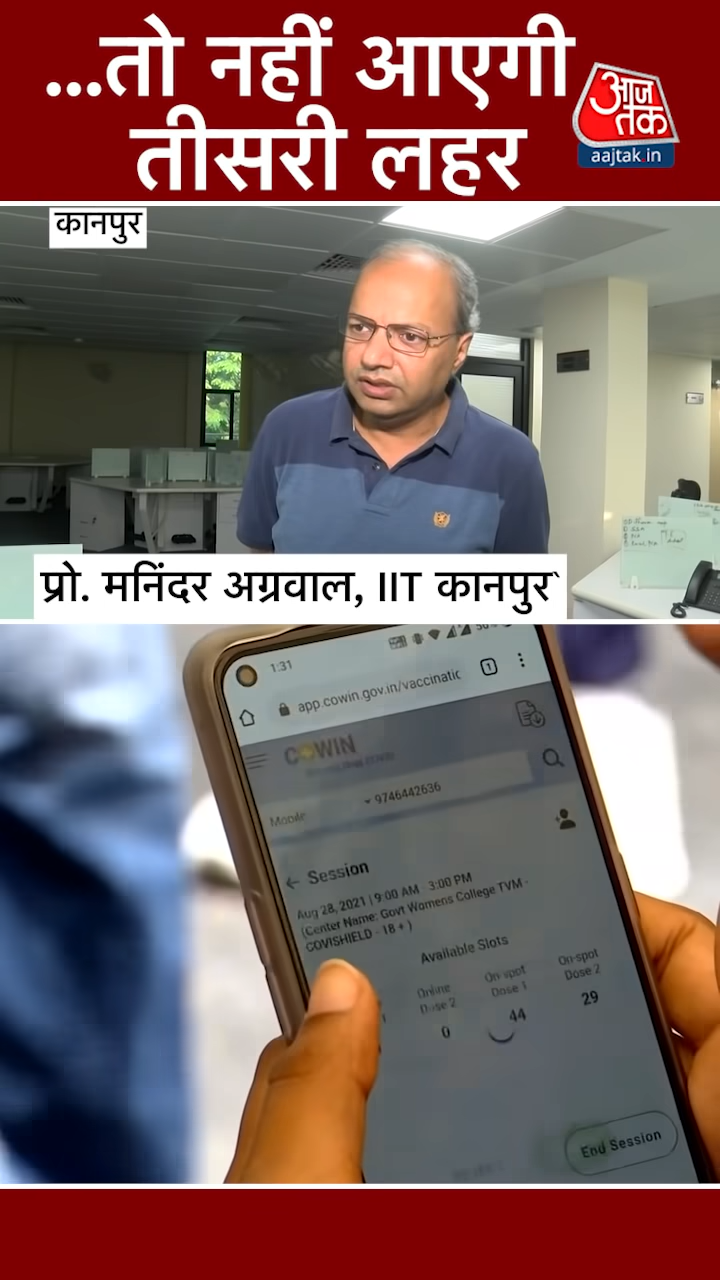 ...तो नहीं आएगी
तीसरी लहर
आज
तक
aajtak.in
कानपुर
प्रो. मनिंदर अग्रवाल, IIT कानपुर`
1:31
app.cowin.gov.in/vaccinatic
1
COWIN
Mobile
9746442636
← Session
Aug 28, 2021 | 9:00 AM - 3:00 PM
(Center Name: Govt Womens College TVM -
COVISHIELD - 18 + )
Available Slots
Online
Dose 2
On-spot
Dose 1
On-spot
Dose 2
0
44
29
End Session